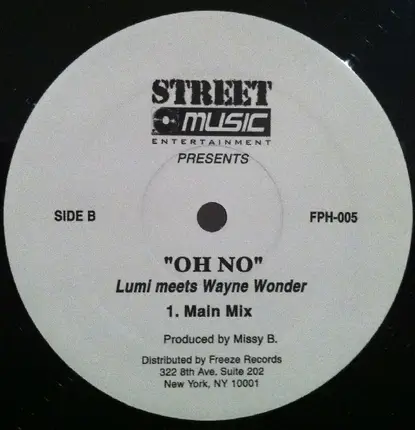 STREET
MUSIC
ENTERTAINMENT
PRESENTS
SIDE B
FPH-005
"OH NO"
Lumi meets Wayne Wonder
1. Main Mix
Produced by Missy B.
Distributed by Freeze Records
322 8th Ave, Suite 202
New York, NY 10001